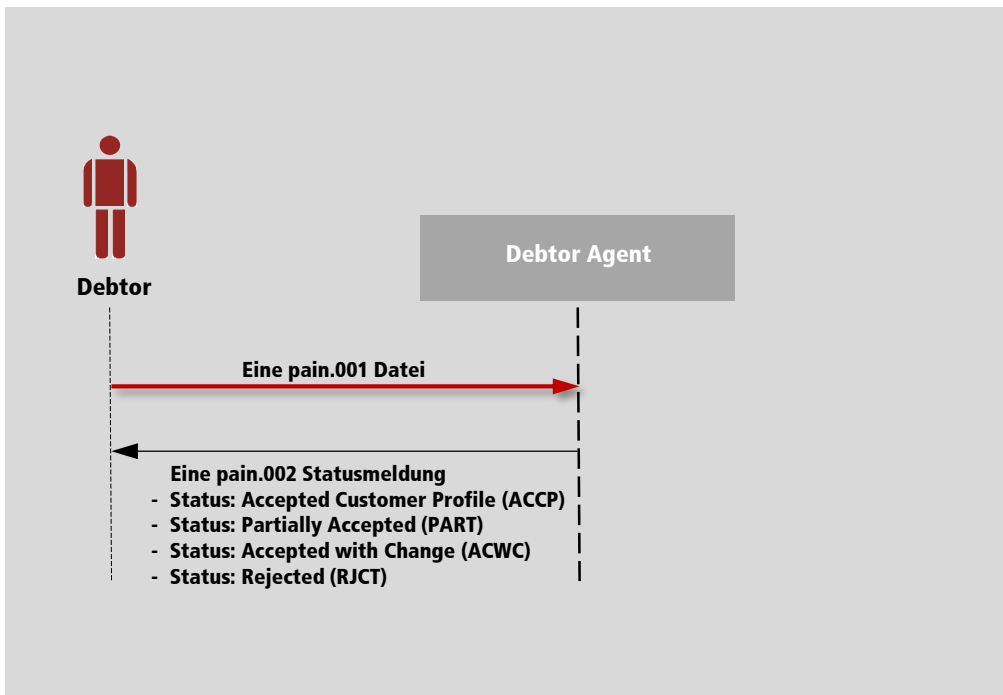 Debtor Agent
Debtor
Eine pain.001 Datei
Eine pain.002 Statusmeldung
- Status: Accepted Customer Profile (ACCP)
- Status: Partially Accepted (PART)
- Status: Accepted with Change (ACWC)
- Status: Rejected (RJCT)